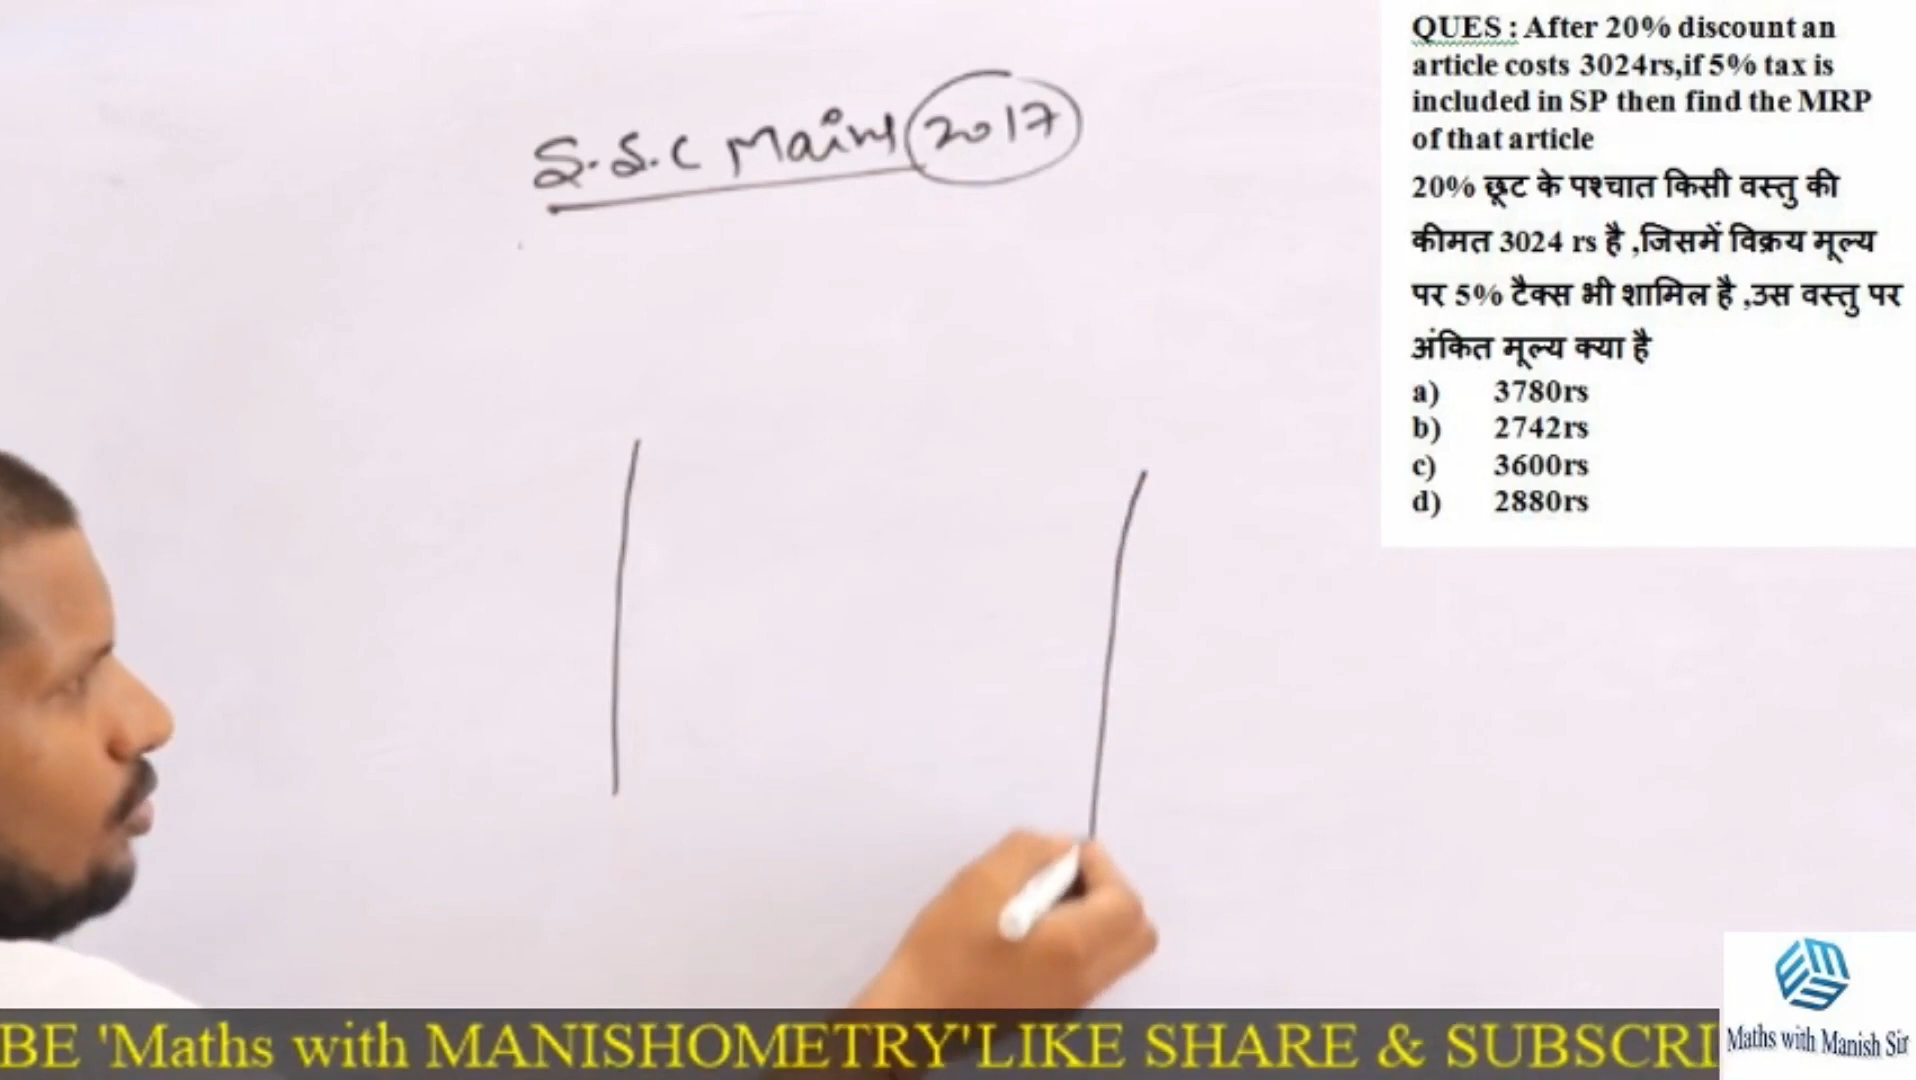 S.S.C Mains 2017
QUES : After 20% discount an
article costs 3024rs,if 5% tax is
included in SP then find the MRP
of that article
20% छूट के पश्चात किसी वस्तु की
कीमत 3024 rs है ,जिसमें विक्रय मूल्य
पर 5% टैक्स भी शामिल है ,उस वस्तु पर
अंकित मूल्य क्या है
a) 3780rs
b) 2742rs
c) 3600rs
d) 2880rs
BE 'Maths with MANISHOMETRY'LIKE SHARE & SUBSCRI
Maths with Manish Sir